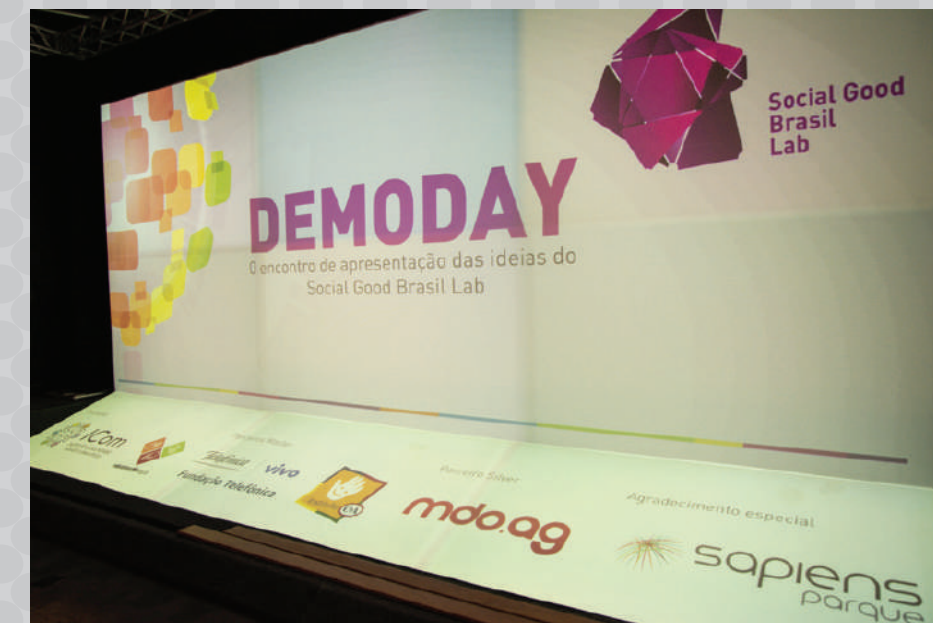 Social Good
Brasil
Lab
DEMODAY
O encontro de apresentação das ideias do
Social Good Brasil Lab
ICom
Telefónica
vivo
Fundação Telefônica
Parceiro Silver
mdo.ag
Agradecimento especial
sapiens
parque